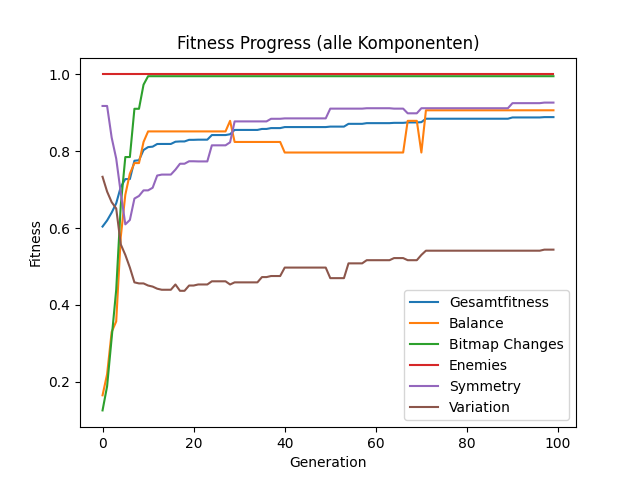 Fitness Progress (alle Komponenten)
1.0
0.8
0.6
0.4
0.2
Fitness
0 20 40 60 80 100
Generation
Gesamtfitness
Balance
Bitmap Changes
Enemies
Symmetry
Variation